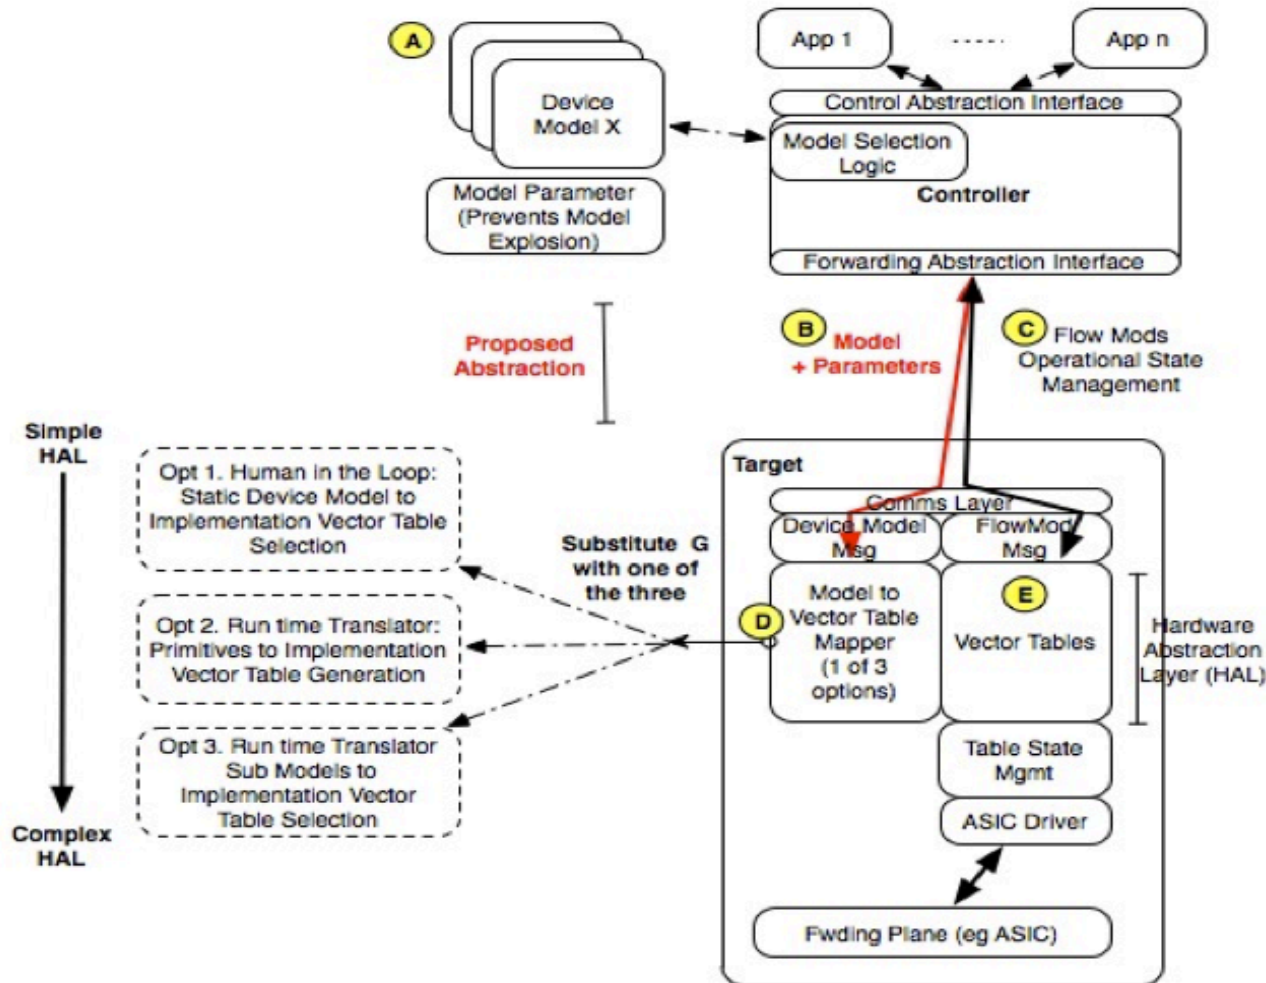 A
Device
Model X
Model Parameter
(Prevents Model
Explosion)
App 1
App n
Control Abstraction Interface
Model Selection
Logic
Controller
Forwarding Abstraction Interface
Proposed
Abstraction
B
Model
+ Parameters
C
Flow Mods
Operational State
Management
Simple
HAL
Complex
HAL
Opt 1. Human in the Loop:
Static Device Model to
Implementation Vector Table
Selection
Opt 2. Run time Translator:
Primitives to Implementation
Vector Table Generation
Opt 3. Run time Translator
Sub Models to
Implementation Vector
Table Selection
Substitute G
with one of
the three
Target
Comms Layer
Device Model
Msg
FlowMod
Msg
D
Model to
Vector Table
Mapper
(1 of 3
options)
E
Vector Tables
Hardware
Abstraction
Layer (HAL)
Table State
Mgmt
ASIC Driver
Fwding Plane (eg ASIC)